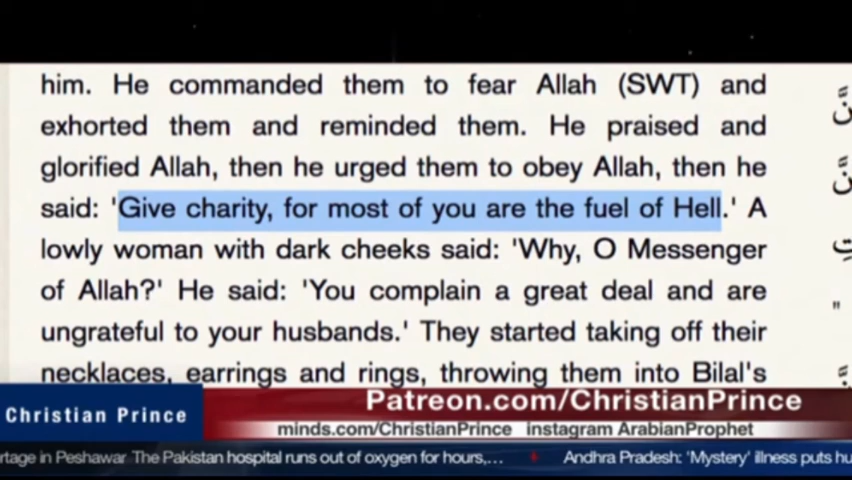 him. He commanded them to fear Allah (SWT) and
exhorted them and reminded them. He praised and
glorified Allah, then he urged them to obey Allah, then he
said: 'Give charity, for most of you are the fuel of Hell.' A
lowly woman with dark cheeks said: 'Why, O Messenger
of Allah?' He said: 'You complain a great deal and are
ungrateful to your husbands.' They started taking off their
necklaces, earrings and rings, throwing them into Bilal's
Christian Prince
Patreon.com/ChristianPrince
minds.com/ChristianPrince instagram ArabianProphet
rtage in Peshawar The Pakistan hospital runs out of oxygen for hours,... Andhra Pradesh: 'Mystery' illness puts hu